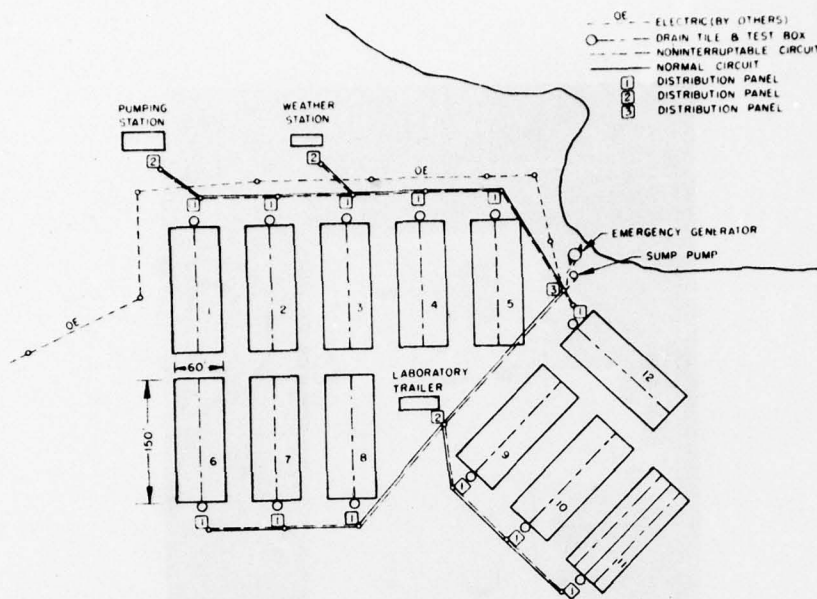 OE ELECTRIC (BY OTHERS)
DRAIN TILE & TEST BOX
NONINTERRUPTABLE CIRCUIT
NORMAL CIRCUIT
1 DISTRIBUTION PANEL
2 DISTRIBUTION PANEL
3 DISTRIBUTION PANEL
PUMPING
STATION
WEATHER
STATION
2
2
OE
1
1
1
1
1
EMERGENCY GENERATOR
SUMP PUMP
3
1
1
2
3
4
5
OE
12
60'
LABORATORY
TRAILER
2
150'
6
7
8
9
10
1
1
1
1
1
1